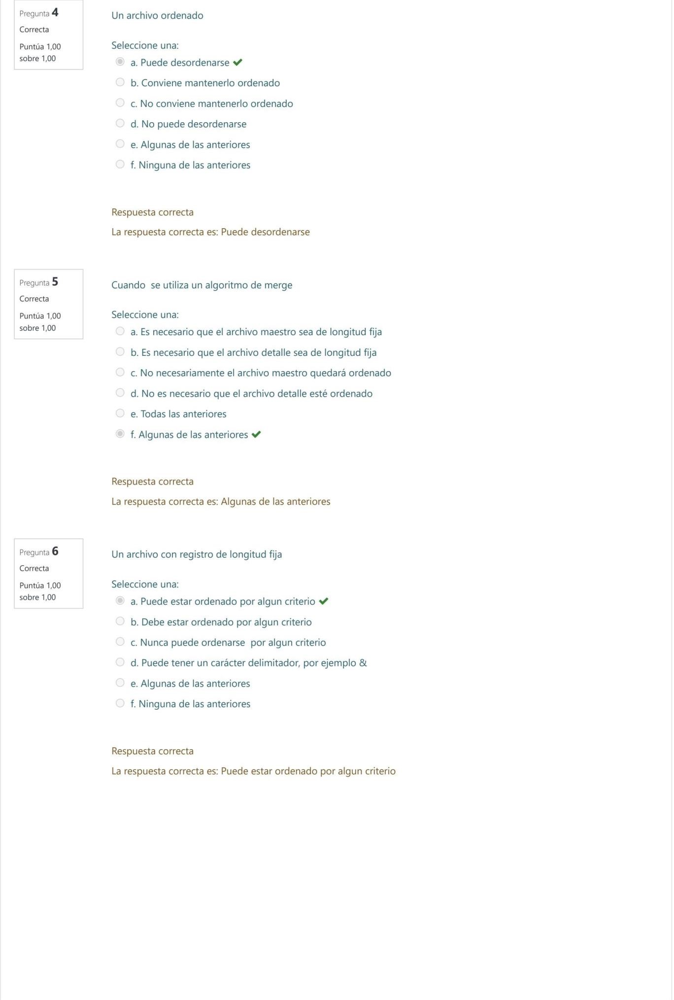 Pregunta 4
Correcta
Puntúa 1,00
sobre 1,00
Un archivo ordenado
Seleccione una:
a. Puede desordenarse
b. Conviene mantenerlo ordenado
c. No conviene mantenerlo ordenado
d. No puede desordenarse
e. Algunas de las anteriores
f. Ninguna de las anteriores
Respuesta correcta
La respuesta correcta es: Puede desordenarse
Pregunta 5
Correcta
Puntúa 1,00
sobre 1,00
Cuando  se utiliza un algoritmo de merge
Seleccione una:
a. Es necesario que el archivo maestro sea de longitud fija
b. Es necesario que el archivo detalle sea de longitud fija
c. No necesariamente el archivo maestro quedará ordenado
d. No es necesario que el archivo detalle esté ordenado
e. Todas las anteriores
f. Algunas de las anteriores
Respuesta correcta
La respuesta correcta es: Algunas de las anteriores
Pregunta 6
Correcta
Puntúa 1,00
sobre 1,00
Un archivo con registro de longitud fija
Seleccione una:
a. Puede estar ordenado por algun criterio
b. Debe estar ordenado por algun criterio
c. Nunca puede ordenarse  por algun criterio
d. Puede tener un carácter delimitador, por ejemplo &
e. Algunas de las anteriores
f. Ninguna de las anteriores
Respuesta correcta
La respuesta correcta es: Puede estar ordenado por algun criterio